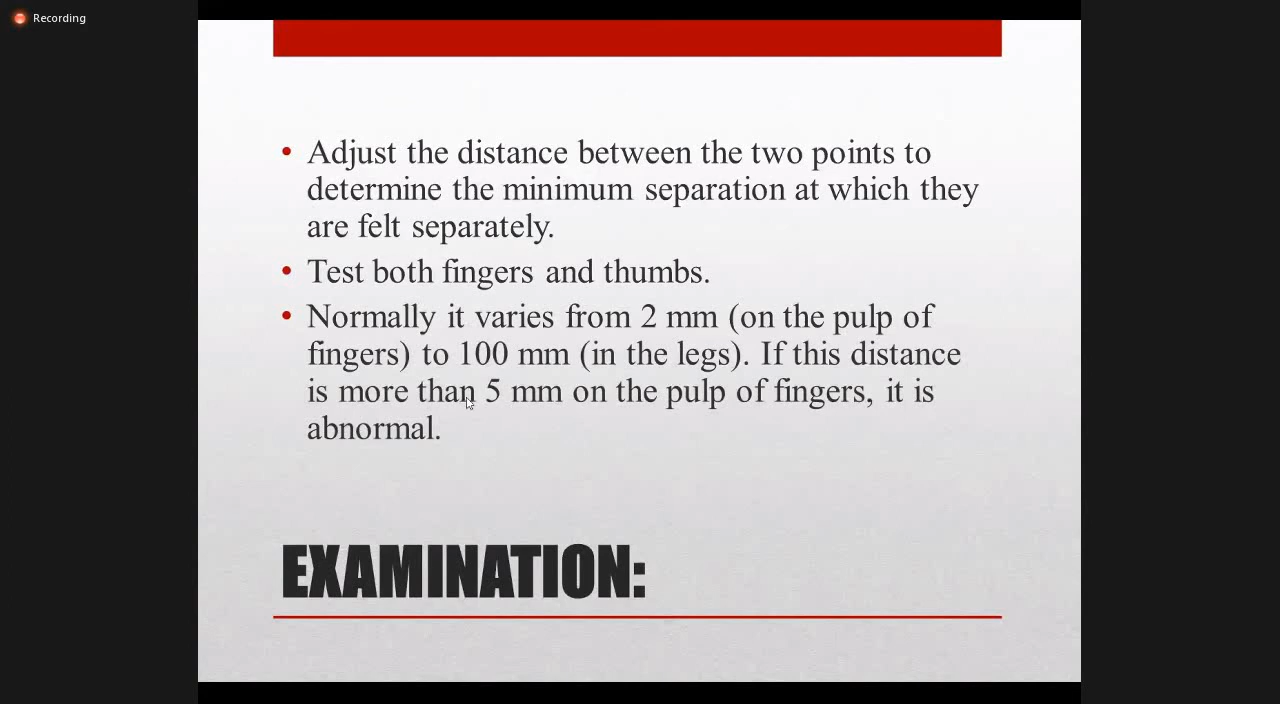 Recording
• Adjust the distance between the two points to
determine the minimum separation at which they
are felt separately.
• Test both fingers and thumbs.
• Normally it varies from 2 mm (on the pulp of
fingers) to 100 mm (in the legs). If this distance
is more than 5 mm on the pulp of fingers, it is
abnormal.
EXAMINATION: